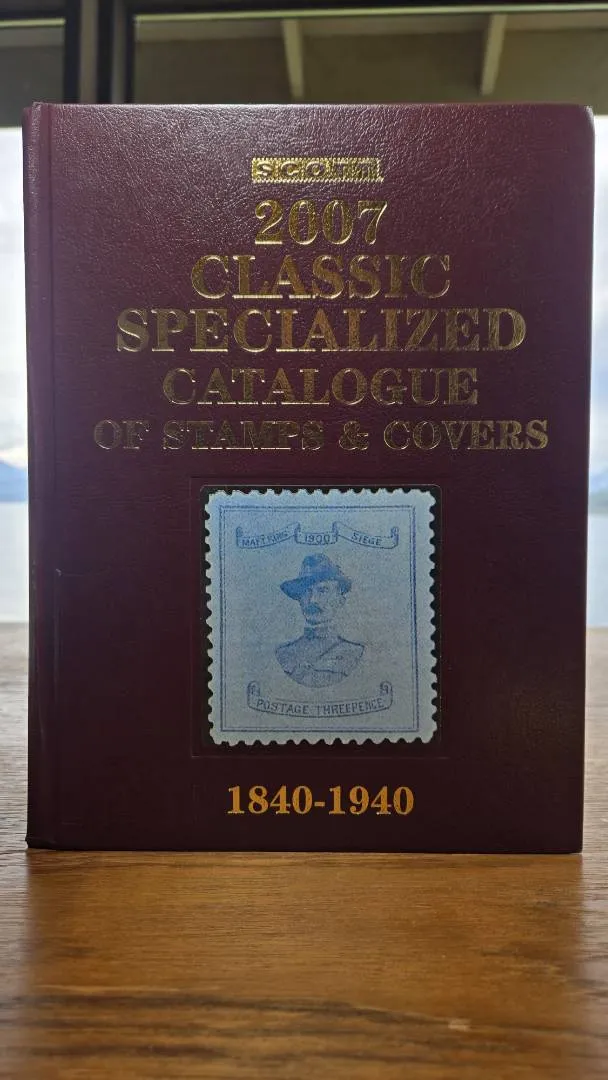 SCOTT
2007
CLASSIC
SPECIALIZED
CATALOGUE
OF STAMPS & COVERS
MAFEKING 1900 SIEGE
POSTAGE THREEPENCE
1840-1940